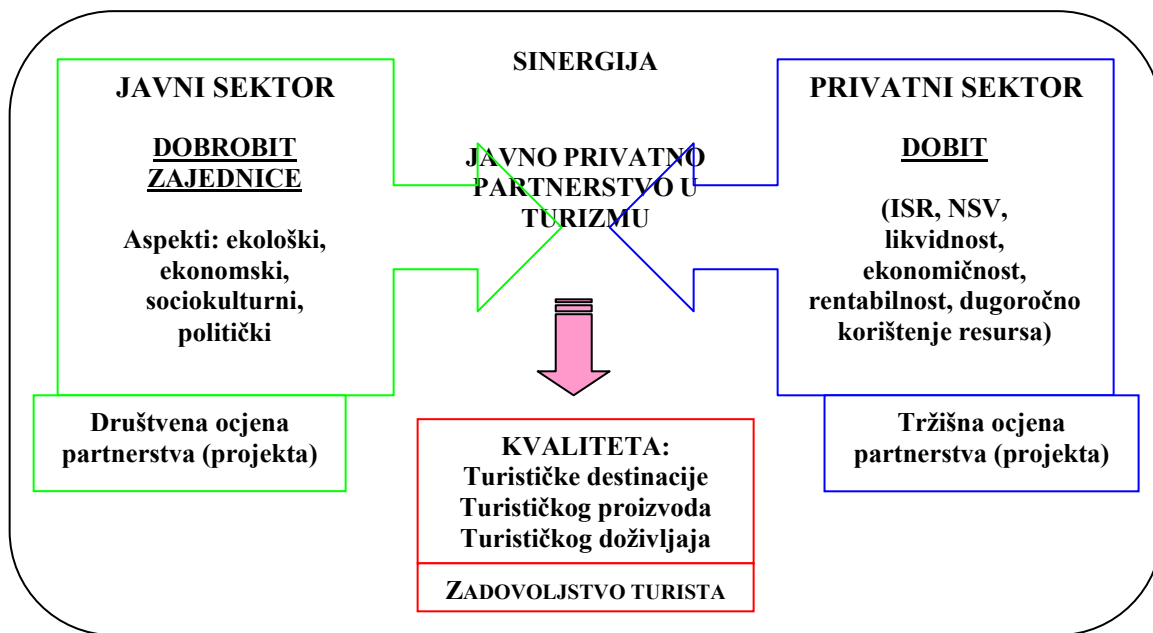 SINERGIJA
JAVNI SEKTOR
DOBROBIT
ZAJEDNICE
Aspekti: ekološki,
ekonomski,
sociokulturni,
politički
JAVNO PRIVATNO
PARTNERSTVO U
TURIZMU
PRIVATNI SEKTOR
DOBIT
(ISR, NSV,
likvidnost,
ekonomičnost,
rentabilnost, dugoročno
korištenje resursa)
Društvena ocjena
partnerstva (projekta)
KVALITETA:
Turističke destinacije
Turističkog proizvoda
Turističkog doživljaja
ZADOVOLJSTVO TURISTA
Tržišna ocjena
partnerstva (projekta)